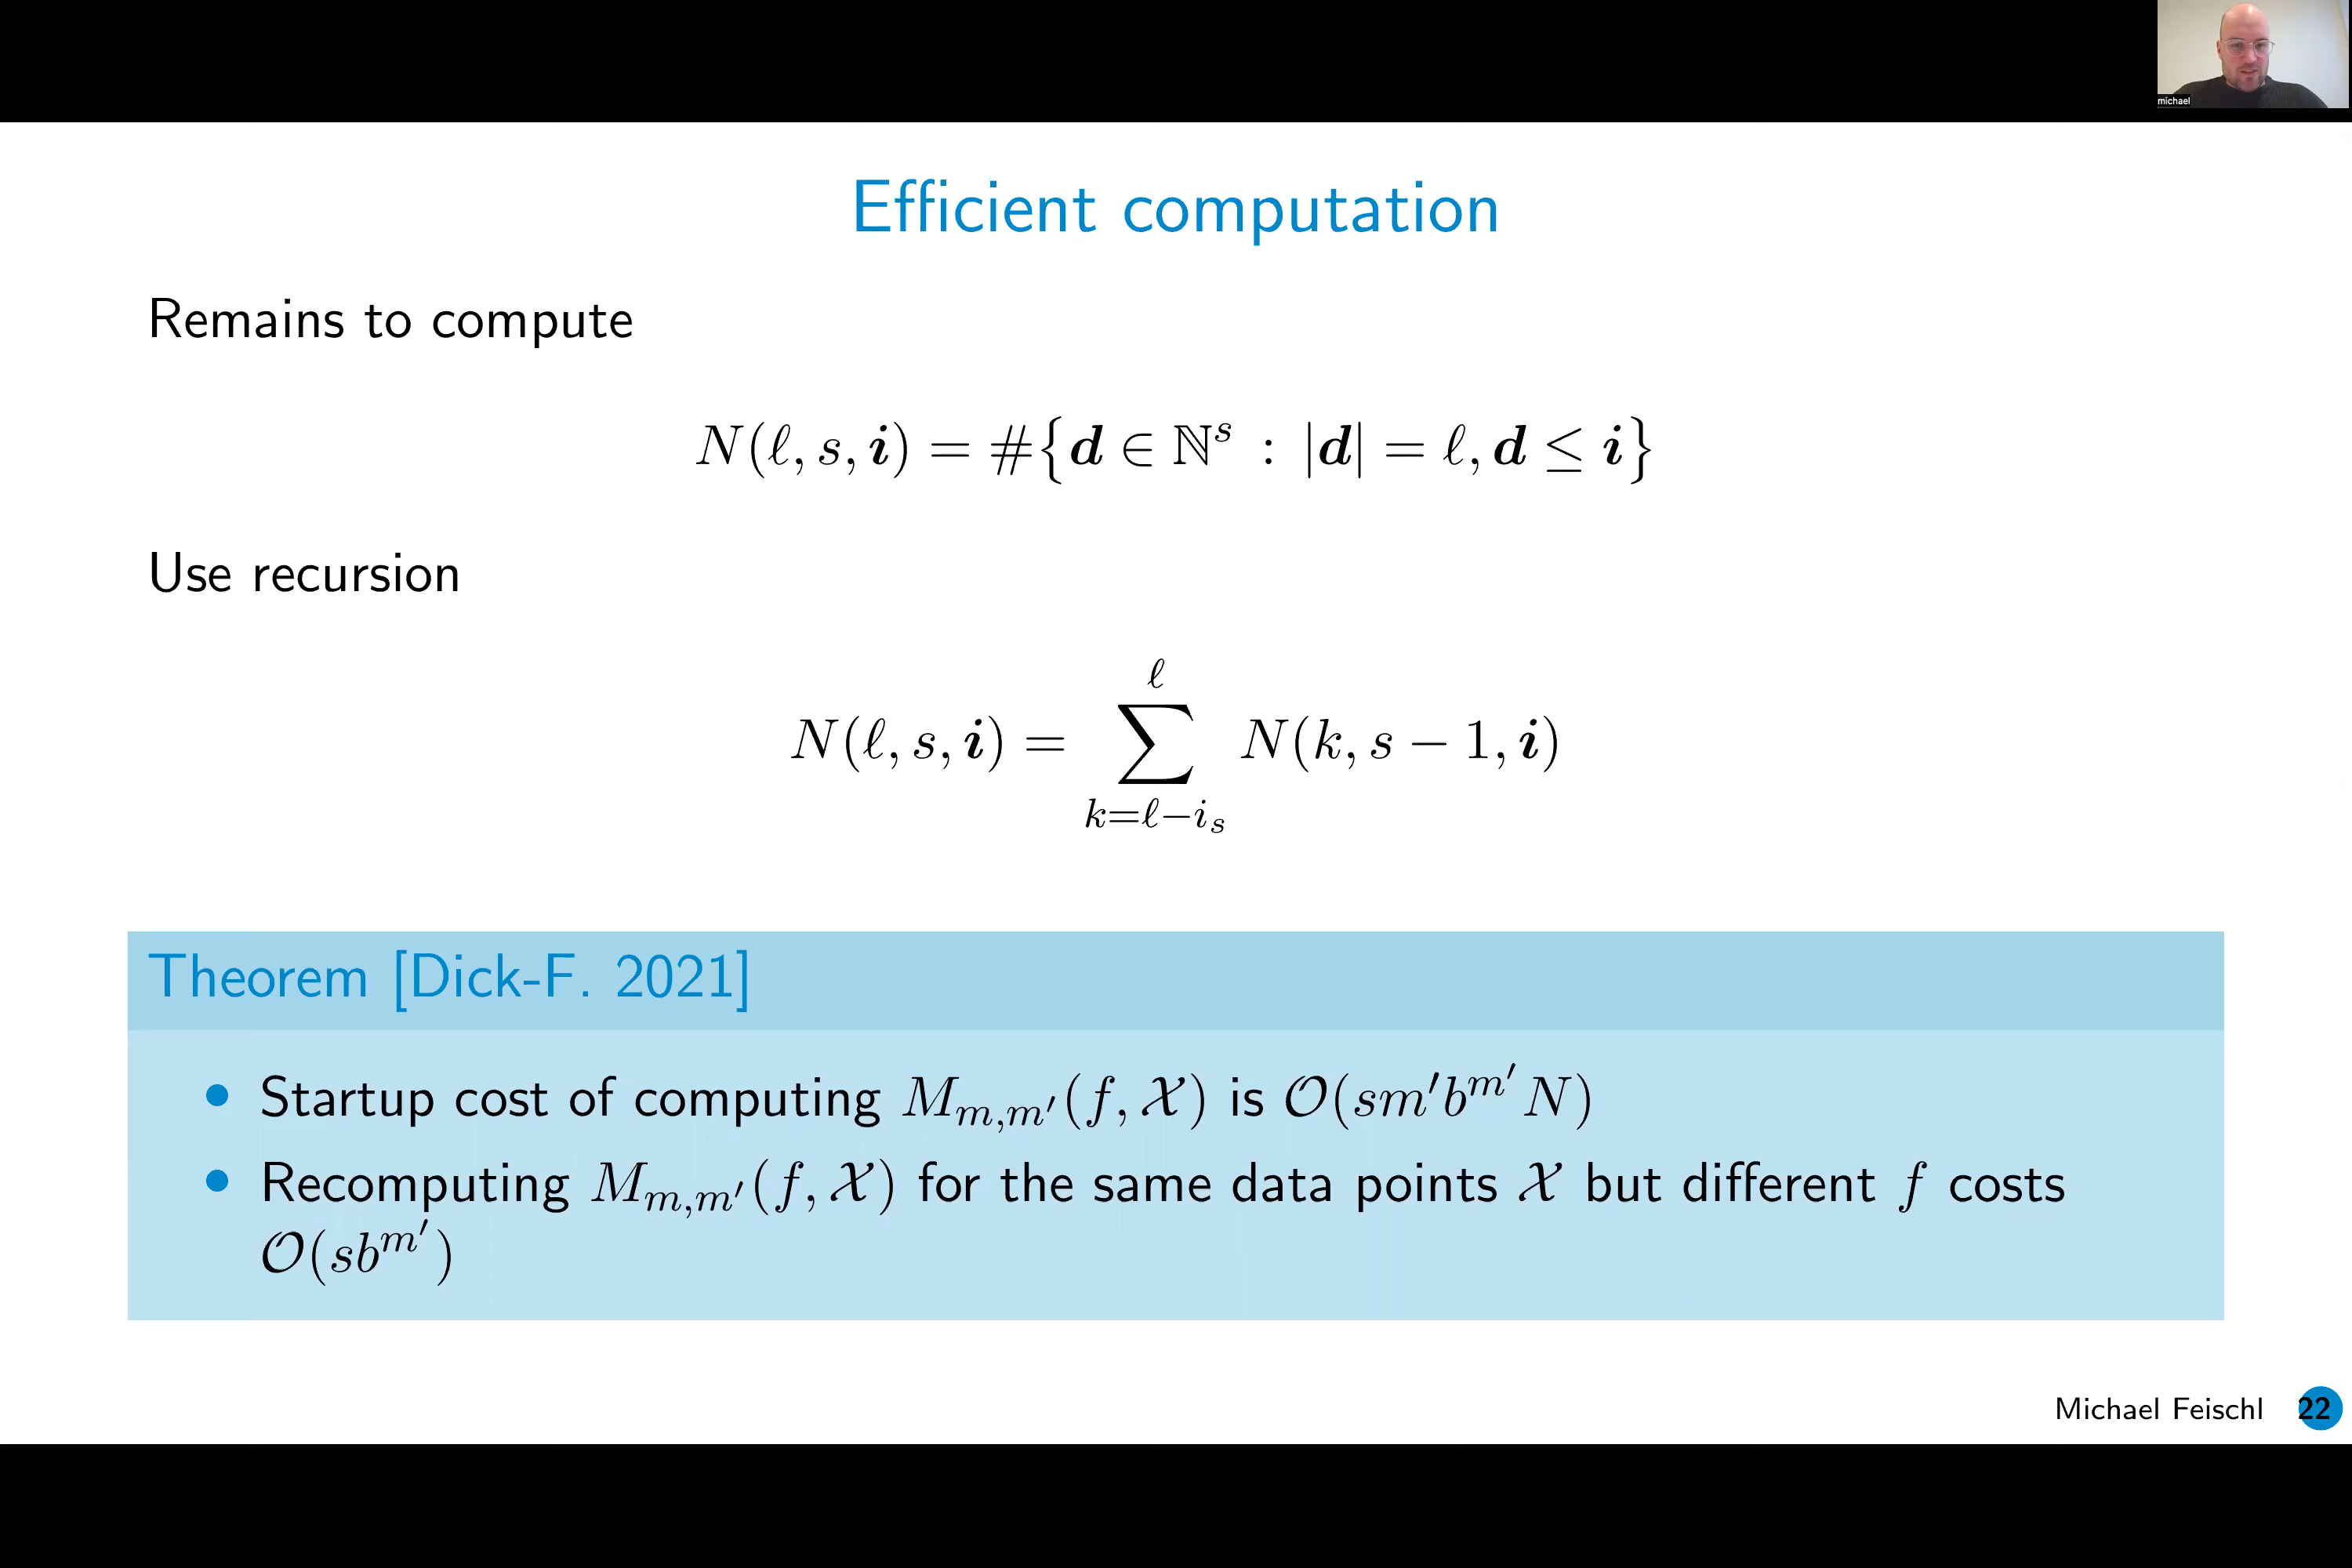 michael
Efficient computation
Remains to compute
N(ℓ, s, 𝒊) = #{𝒅 ∈ ℕ^s : |𝒅| = ℓ, 𝒅 ≤ 𝒊}
Use recursion
N(ℓ, s, 𝒊) = ∑_{k=ℓ−i_s}^{ℓ} N(k, s − 1, 𝒊)
Theorem [Dick-F. 2021]
• Startup cost of computing M_{m,m′}(f, 𝒳) is 𝒪(sm′b^{m′}N)
• Recomputing M_{m,m′}(f, 𝒳) for the same data points 𝒳 but different f costs
𝒪(sb^{m′})
Michael Feischl 22